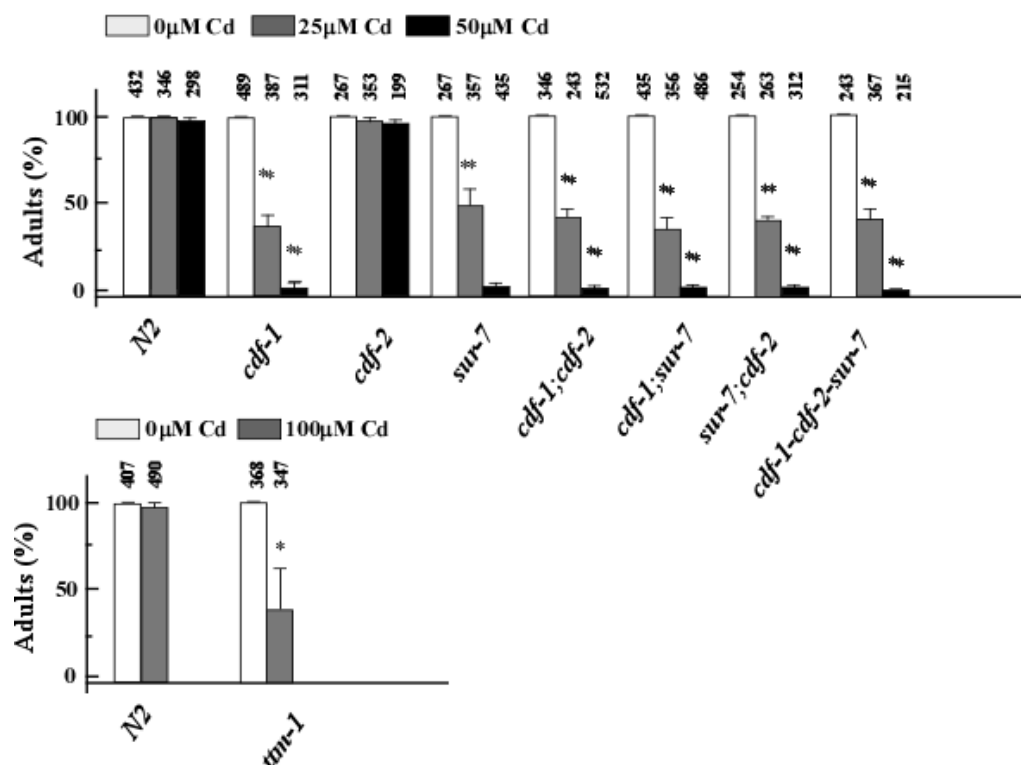 0μM Cd 25μM Cd 50μM Cd
432 346 298 489 387 311 267 353 199 267 357 435 346 243 532 435 356 486 254 263 312 243 367 215
Adults (%)
100
50
0
** ** ** ** ** ** ** ** ** ** **
N2 cdf-1 cdf-2 sur-7 cdf-1;cdf-2 cdf-1;sur-7 sur-7;cdf-2 cdf-1-cdf-2-sur-7
0μM Cd 100μM Cd
407 490 368 347
Adults (%)
100
50
0
*
N2 ttm-1